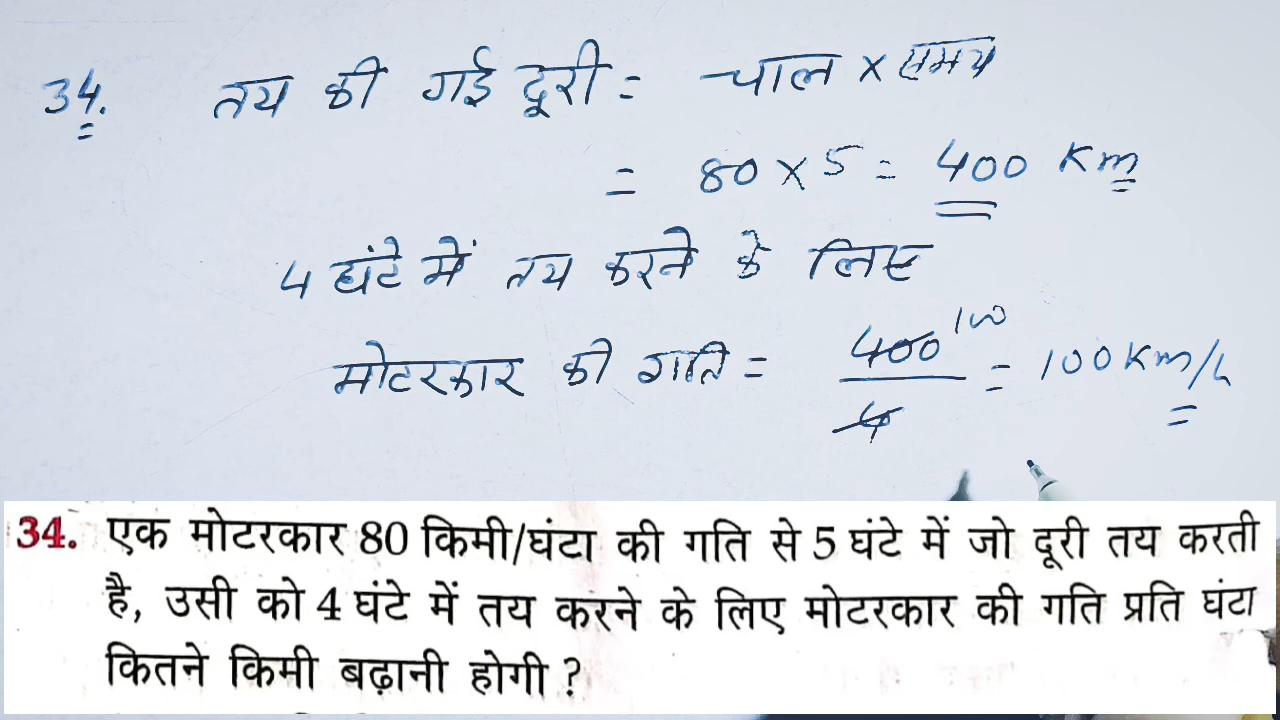 34. तय की गई दूरी = चाल × समय
= 80 × 5 = 400 Km
4 घंटे में तय करने के लिए
मोटरकार की गति = 400 100 = 100 Km/h
4
34. एक मोटरकार 80 किमी/घंटा की गति से 5 घंटे में जो दूरी तय करती
है, उसी को 4 घंटे में तय करने के लिए मोटरकार की गति प्रति घंटा
कितने किमी बढ़ानी होगी ?